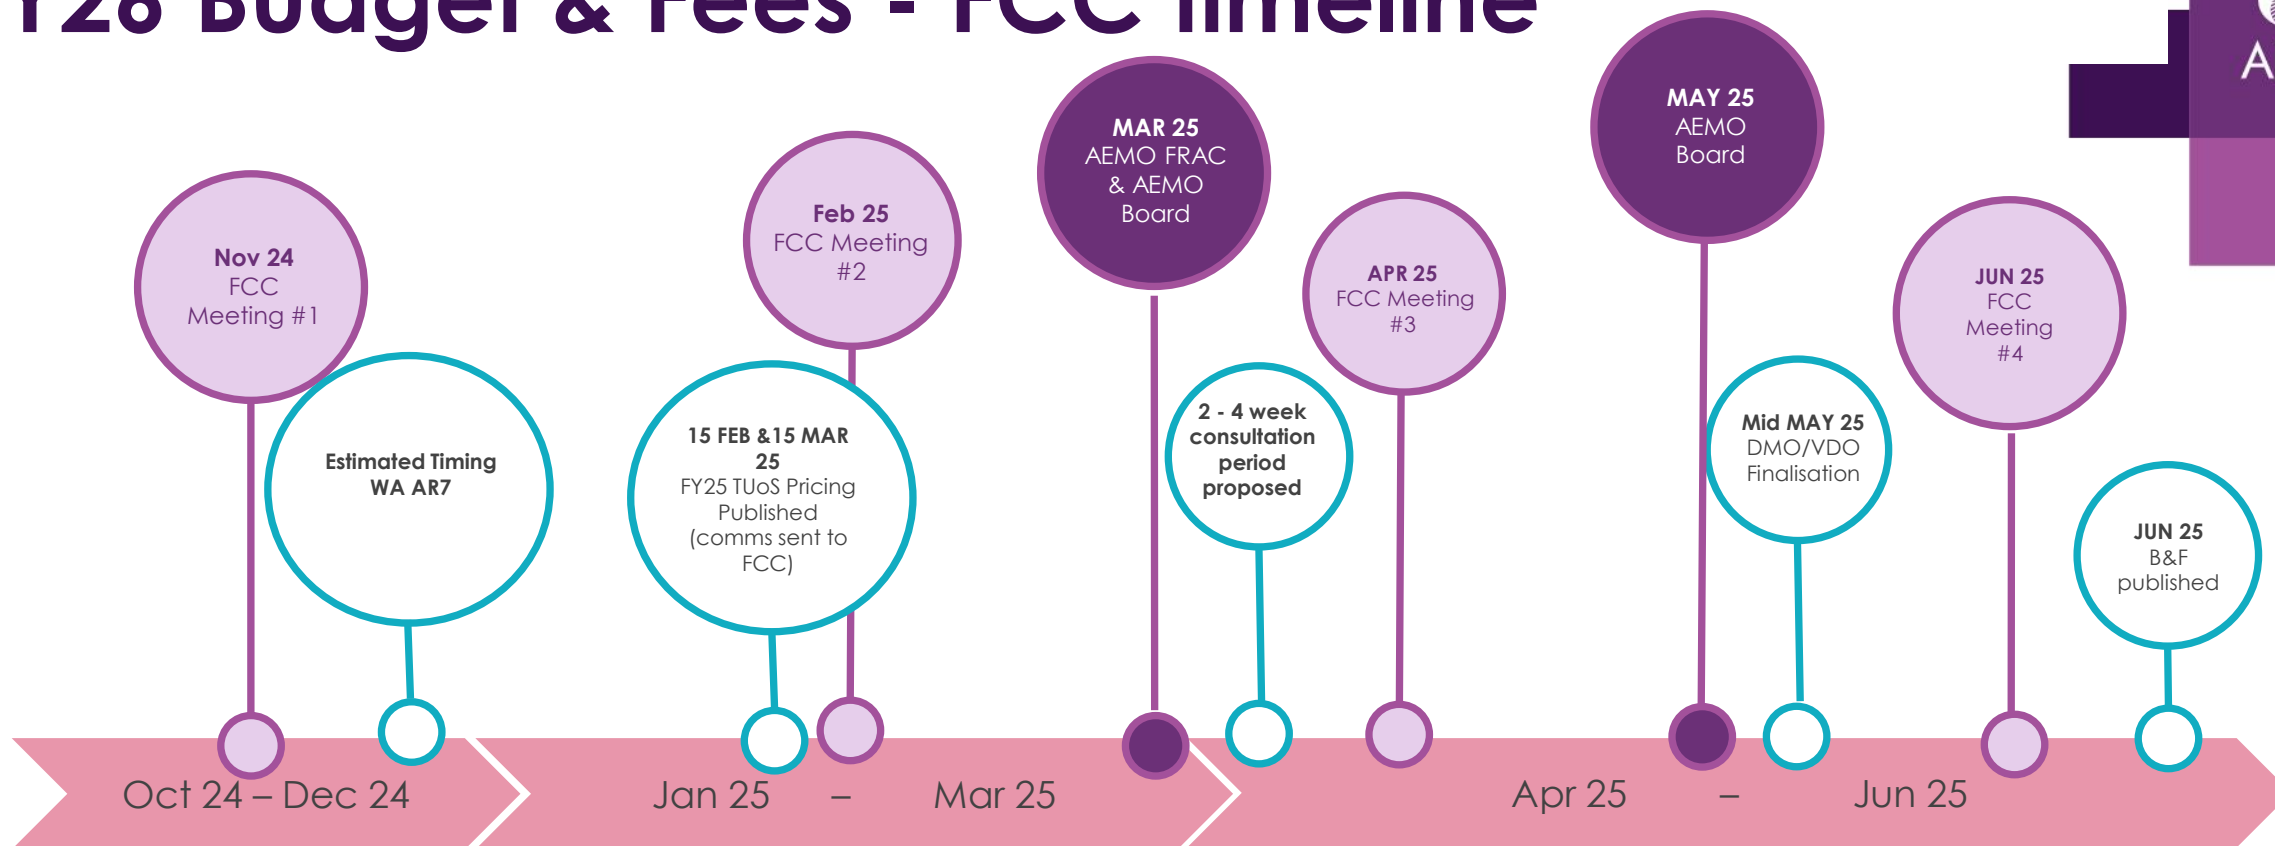 Y26 Budget & Fees - FCC timeline
A
Nov 24
FCC
Meeting #1
Estimated Timing
WA AR7
Feb 25
FCC Meeting
#2
15 FEB &15 MAR
25
FY25 TUoS Pricing
Published
(comms sent to
FCC)
MAR 25
AEMO FRAC
& AEMO
Board
2 - 4 week
consultation
period
proposed
APR 25
FCC Meeting
#3
MAY 25
AEMO
Board
Mid MAY 25
DMO/VDO
Finalisation
JUN 25
FCC
Meeting
#4
JUN 25
B&F
published
Oct 24 – Dec 24
Jan 25 – Mar 25
Apr 25 – Jun 25